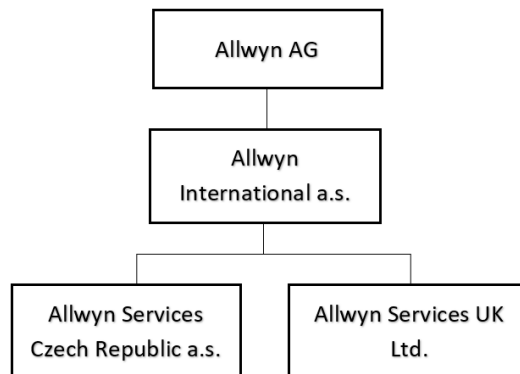 Allwyn AG
Allwyn
International a.s.
Allwyn Services
Czech Republic a.s.
Allwyn Services UK
Ltd.